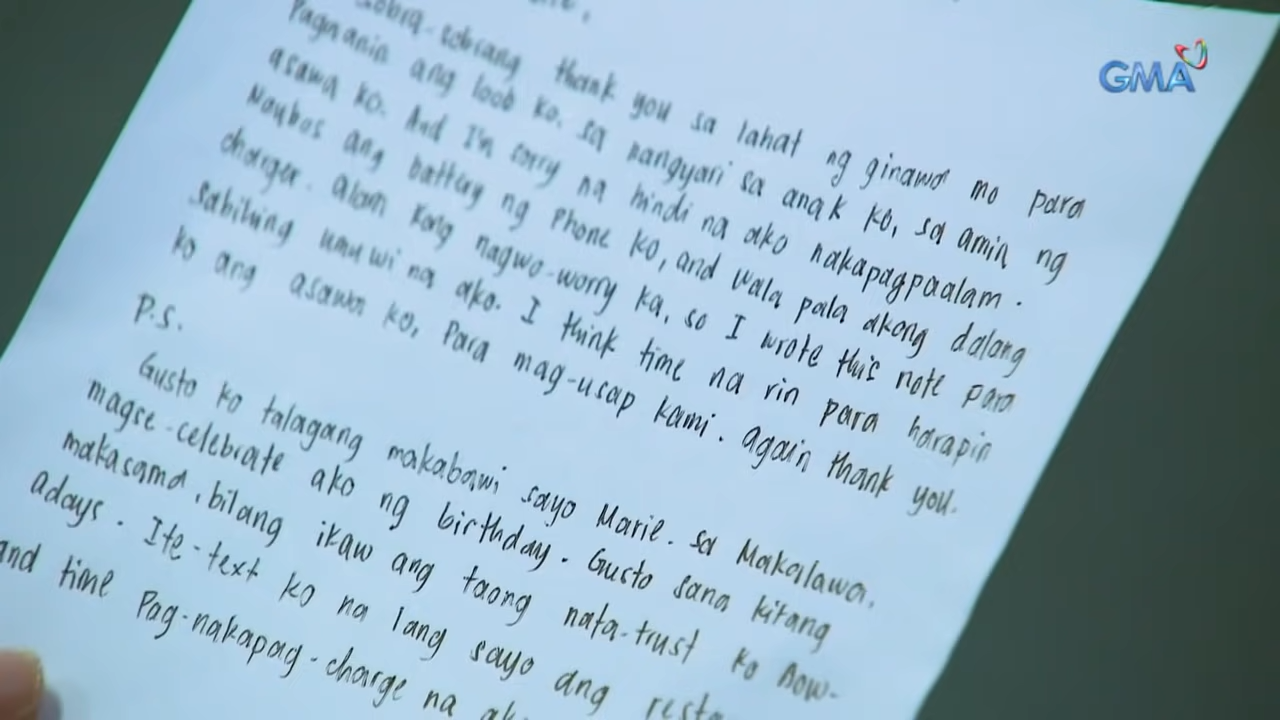 GMA
sobra-sobrang thank you sa lahat ng ginawa mo para
Pagaanin ang loob ko, sa nangyari sa anak ko, sa amin ng
asawa ko. And I'm sorry na hindi na ako nakapagpaalam.
Naubos ang battery ng Phone ko, and wala pala akong dalang
charger. Alam kong nagwo-worry ka, so I wrote this note para
sabihing umuwi na ako. I think time na rin para harapin
ko ang asawa ko, Para mag-usap kami. again thank you.
P.S.
Gusto ko talagang makabawi sayo Marie. sa Makalawa,
magse-celebrate ako ng birthday. Gusto sana kitang
makasama, bilang ikaw ang taong nata-trust ko now-
adays. Ite-text ko na lang sayo ang
and time Pag-nakapag-charge na